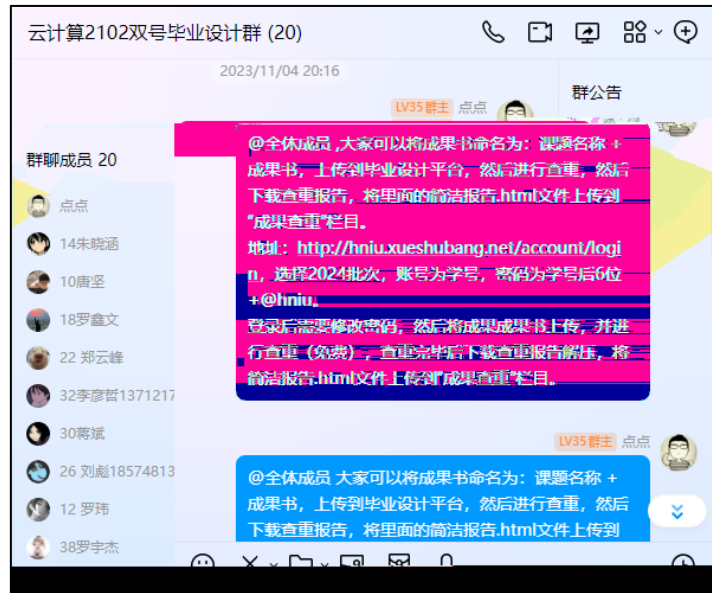 云计算2102双号毕业设计群 (20)
2023/11/04 20:16
LV35 群主 点点
群公告
群聊成员 20
点点
14朱晓涵
10唐坚
18罗鑫文
22 郑云峰
32李彦哲1371217
30蒋斌
26 刘彪18574813
12 罗玮
38罗宇杰
@全体成员 ,大家可以将成果书命名为：课题名称 +
成果书，上传到毕业设计平台，然后进行查重，然后
下载查重报告，将里面的简洁报告.html文件上传到
“成果查重”栏目。
地址：http://hniu.xueshubang.net/account/logi
n，选择2024批次，账号为学号，密码为学号后6位
+@hniu。
登录后需要修改密码，然后将成果成果书上传，并进
行查重（免费），查重完毕后下载查重报告解压，将
简洁报告.html文件上传到“成果查重”栏目。
LV35 群主 点点
@全体成员 大家可以将成果书命名为：课题名称 +
成果书，上传到毕业设计平台，然后进行查重，然后
下载查重报告，将里面的简洁报告.html文件上传到